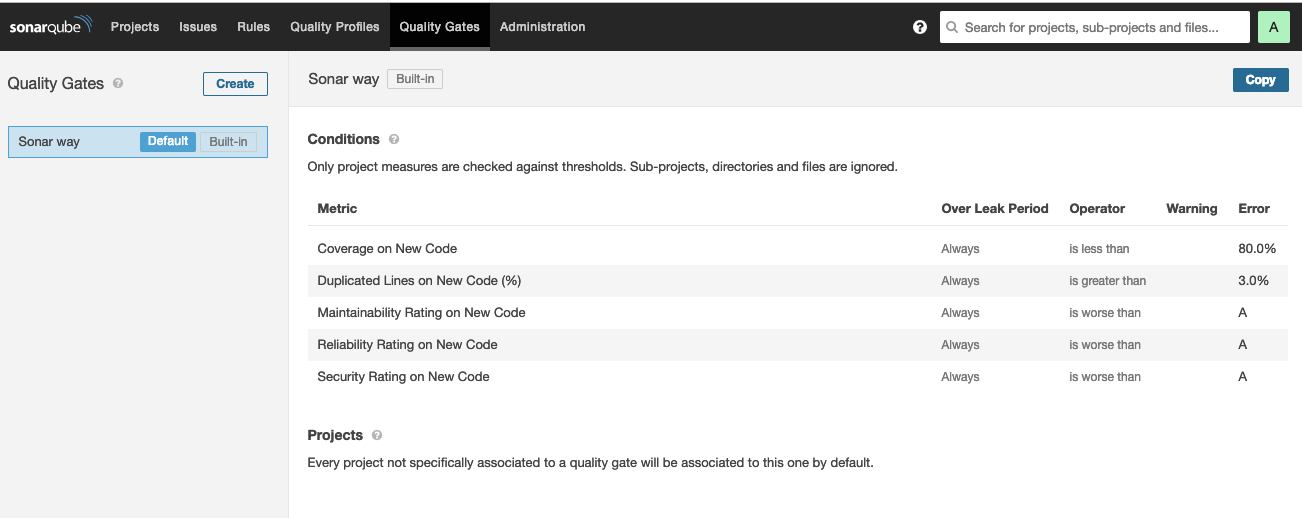 sonarqube Projects Issues Rules Quality Profiles Quality Gates Administration ? Search for projects, sub-projects and files... A
Quality Gates ? Create
Sonar way Default Built-in
Sonar way Built-in Copy
Conditions ?
Only project measures are checked against thresholds. Sub-projects, directories and files are ignored.
Metric Over Leak Period Operator Warning Error
Coverage on New Code Always is less than 80.0%
Duplicated Lines on New Code (%) Always is greater than 3.0%
Maintainability Rating on New Code Always is worse than A
Reliability Rating on New Code Always is worse than A
Security Rating on New Code Always is worse than A
Projects ?
Every project not specifically associated to a quality gate will be associated to this one by default.